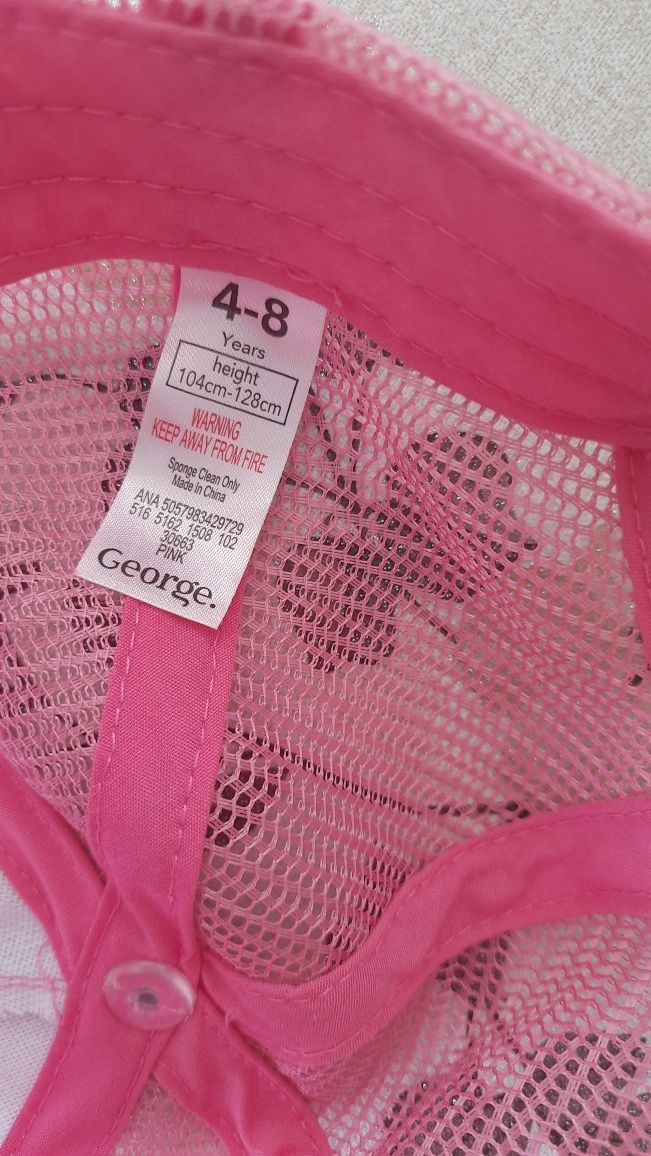 4-8
Years
height
104cm-128cm
WARNING
KEEP AWAY FROM FIRE
Sponge Clean Only
Made In China
ANA 5057983429729
516 5162 1508 102
30663
PINK
George.